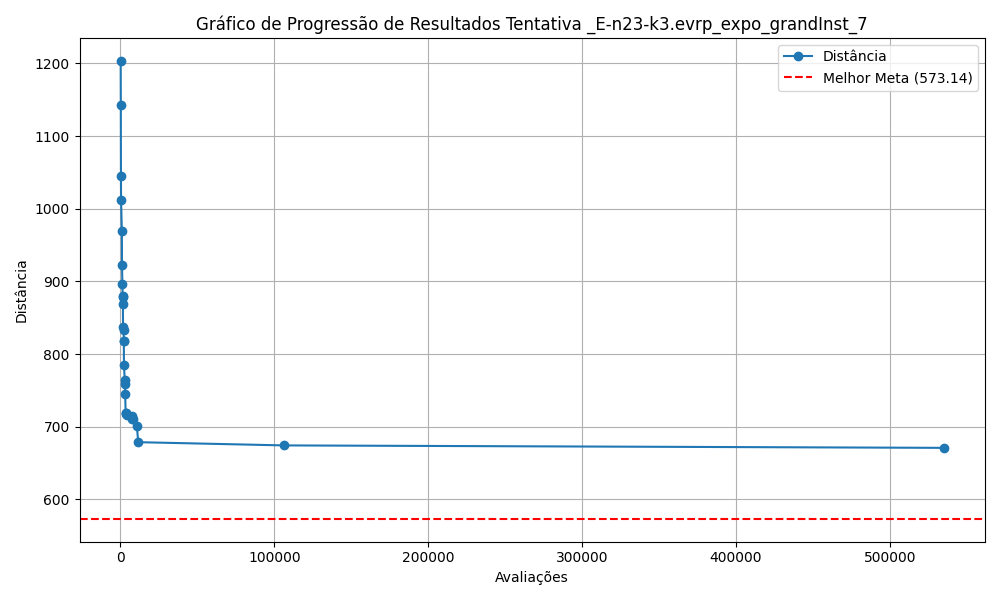 Gráfico de Progressão de Resultados Tentativa _E-n23-k3.evrp_expo_grandInst_7
Distância
Melhor Meta (573.14)
1200
1100
1000
900
800
700
600
Distância
0
100000
200000
300000
400000
500000
Avaliações